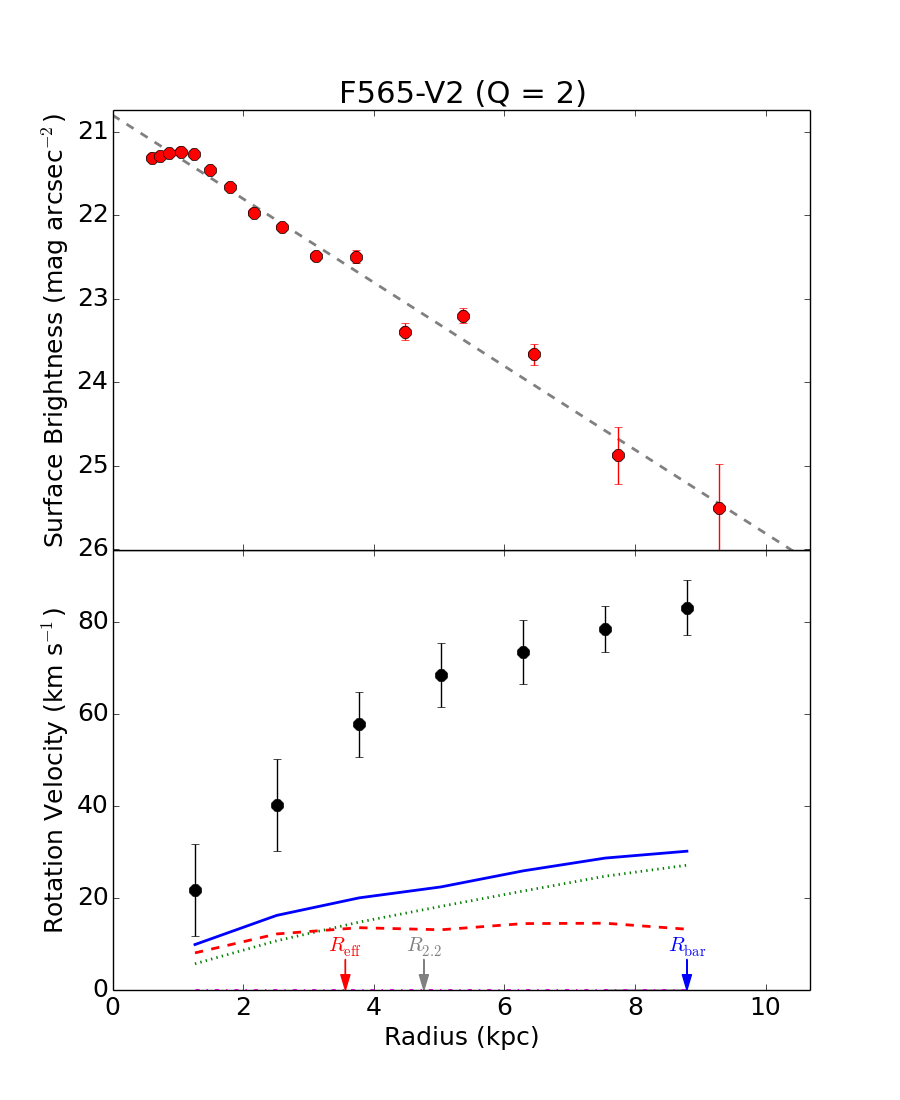 F565-V2 (Q = 2)
Surface Brightness (mag arcsec⁻²)
21
22
23
24
25
26
Rotation Velocity (km s⁻¹)
80
60
40
20
0
R_eff
R_2.2
R_bar
0 2 4 6 8 10
Radius (kpc)